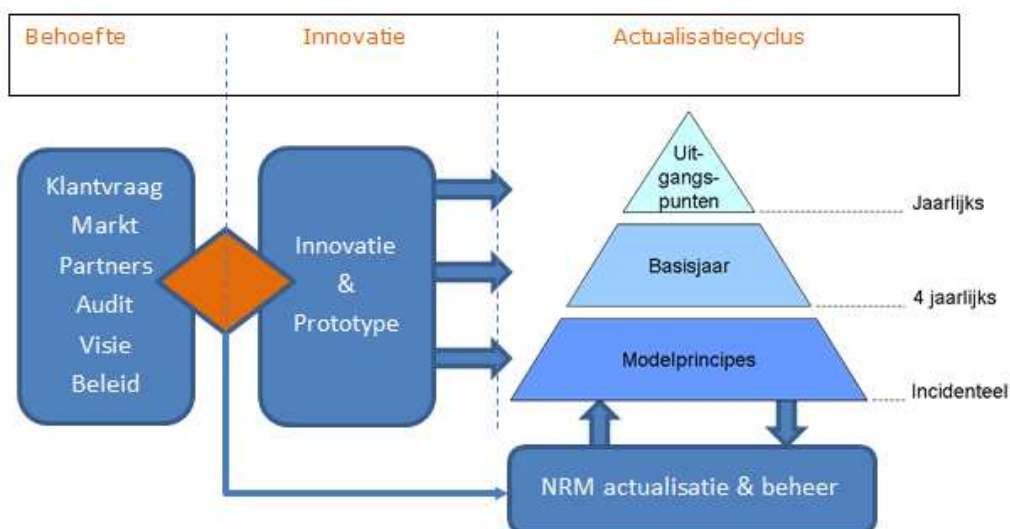 Behoefte
Innovatie
Actualisatiecyclus
Klantvraag
Markt
Partners
Audit
Visie
Beleid
Innovatie
&
Prototype
Uit-
gangs-
punten
Jaarlijks
Basisjaar
4 jaarlijks
Modelprincipes
Incidenteel
NRM actualisatie & beheer